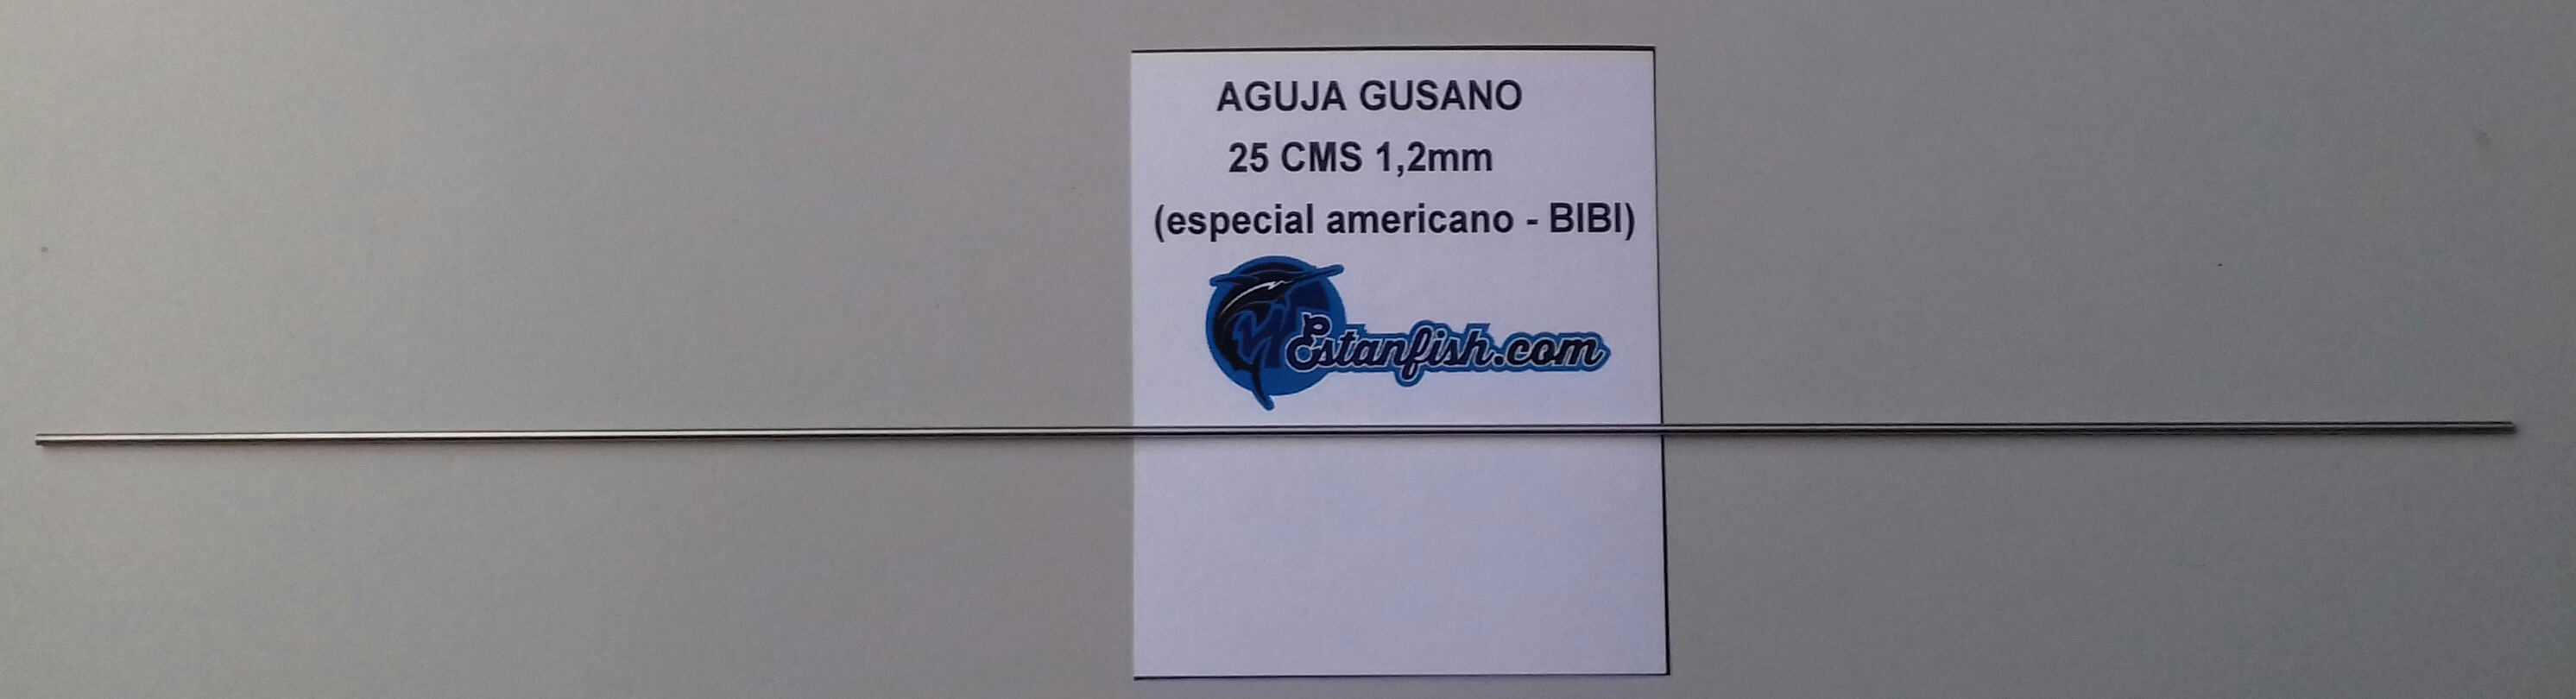 AGUJA GUSANO
25 CMS 1,2mm
(especial americano - BIBI)
Estanfish.com